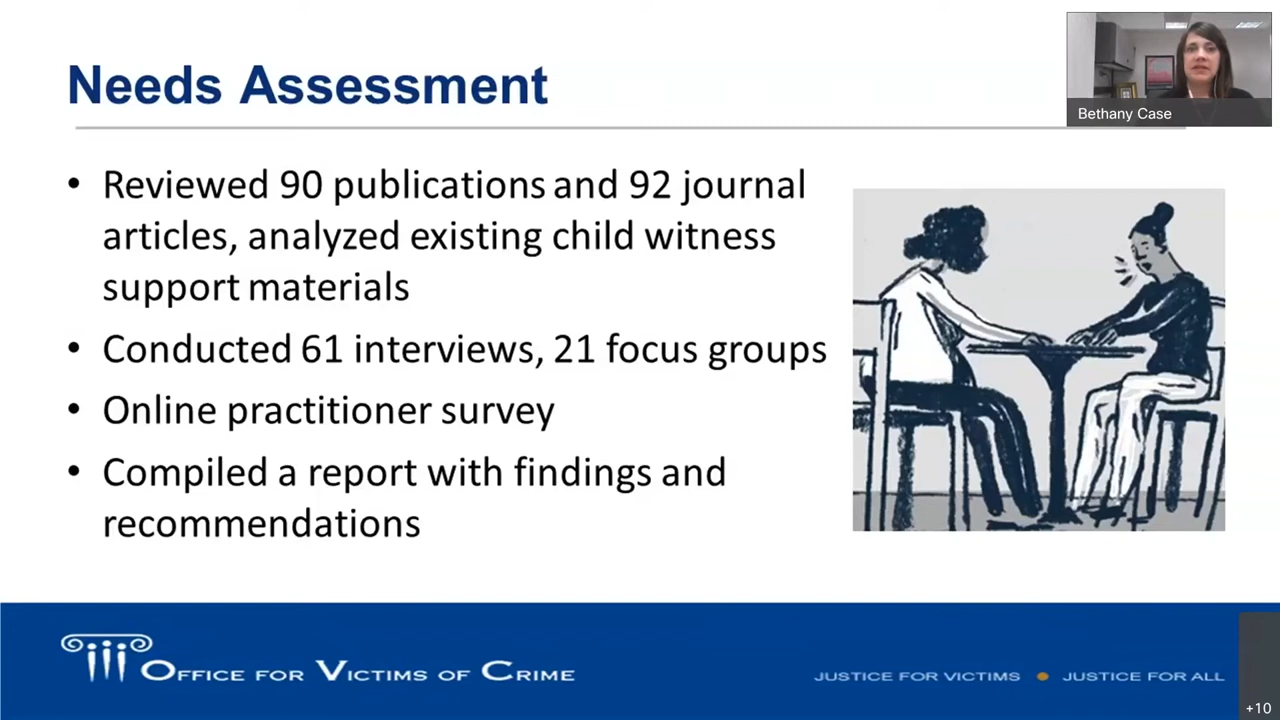 Needs Assessment
Bethany Case
• Reviewed 90 publications and 92 journal
articles, analyzed existing child witness
support materials
• Conducted 61 interviews, 21 focus groups
• Online practitioner survey
• Compiled a report with findings and
recommendations
OFFICE FOR VICTIMS OF CRIME
JUSTICE FOR VICTIMS • JUSTICE FOR ALL
+10